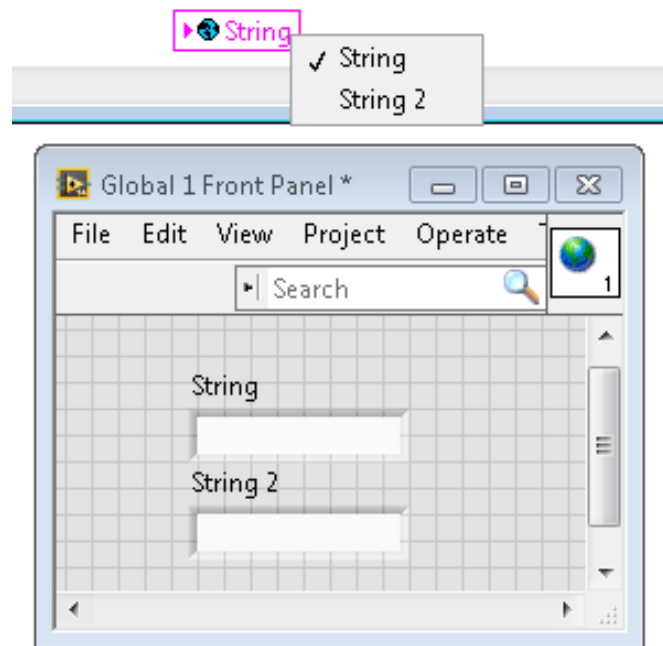 String
String
String 2
Global 1 Front Panel *
File Edit View Project Operate
Search
1
String
String 2